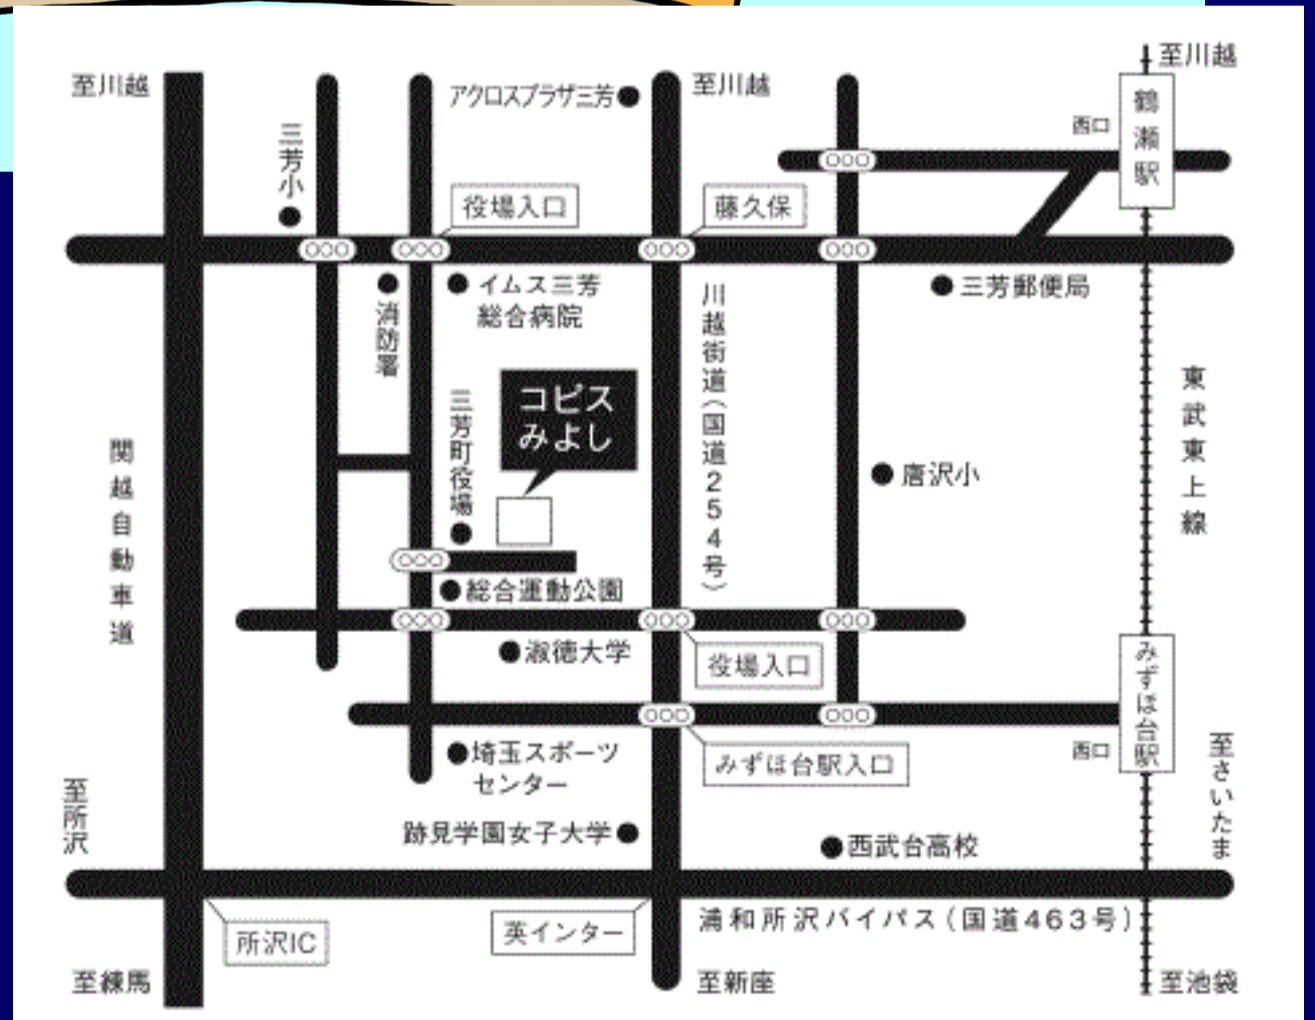 至川越
三芳小
アクロスプラザ三芳
至川越
至川越
鶴瀬駅
西口
役場入口
藤久保
消防署
イムス三芳
総合病院
三芳郵便局
川越街道(国道254号)
東武東上線
関越自動車道
三芳町役場
コピス
みよし
唐沢小
総合運動公園
淑徳大学
役場入口
みずほ台駅
西口
みずほ台駅入口
埼玉スポーツ
センター
至さいたま
至所沢
跡見学園女子大学
西武台高校
浦和所沢バイパス(国道463号)
所沢IC
英インター
至練馬
至新座
至池袋